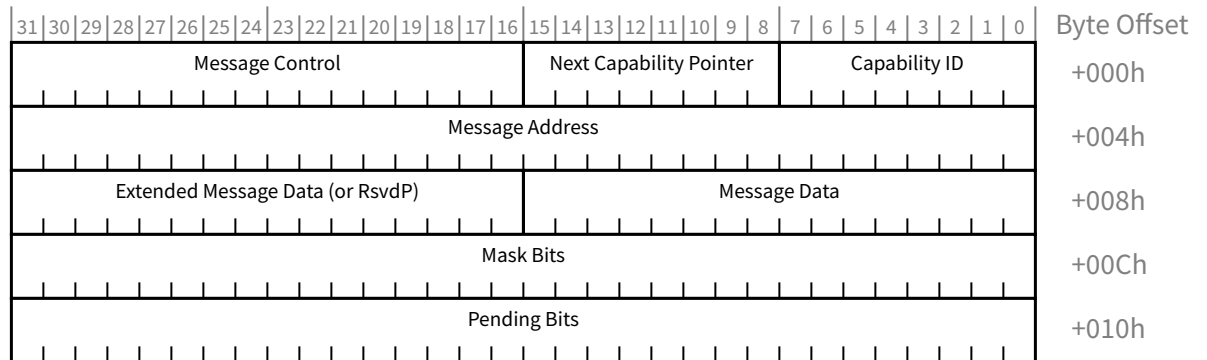 31 30 29 28 27 26 25 24 23 22 21 20 19 18 17 16 15 14 13 12 11 10 9 8 7 6 5 4 3 2 1 0 Byte Offset
Message Control Next Capability Pointer Capability ID +000h
Message Address +004h
Extended Message Data (or RsvdP) Message Data +008h
Mask Bits +00Ch
Pending Bits +010h